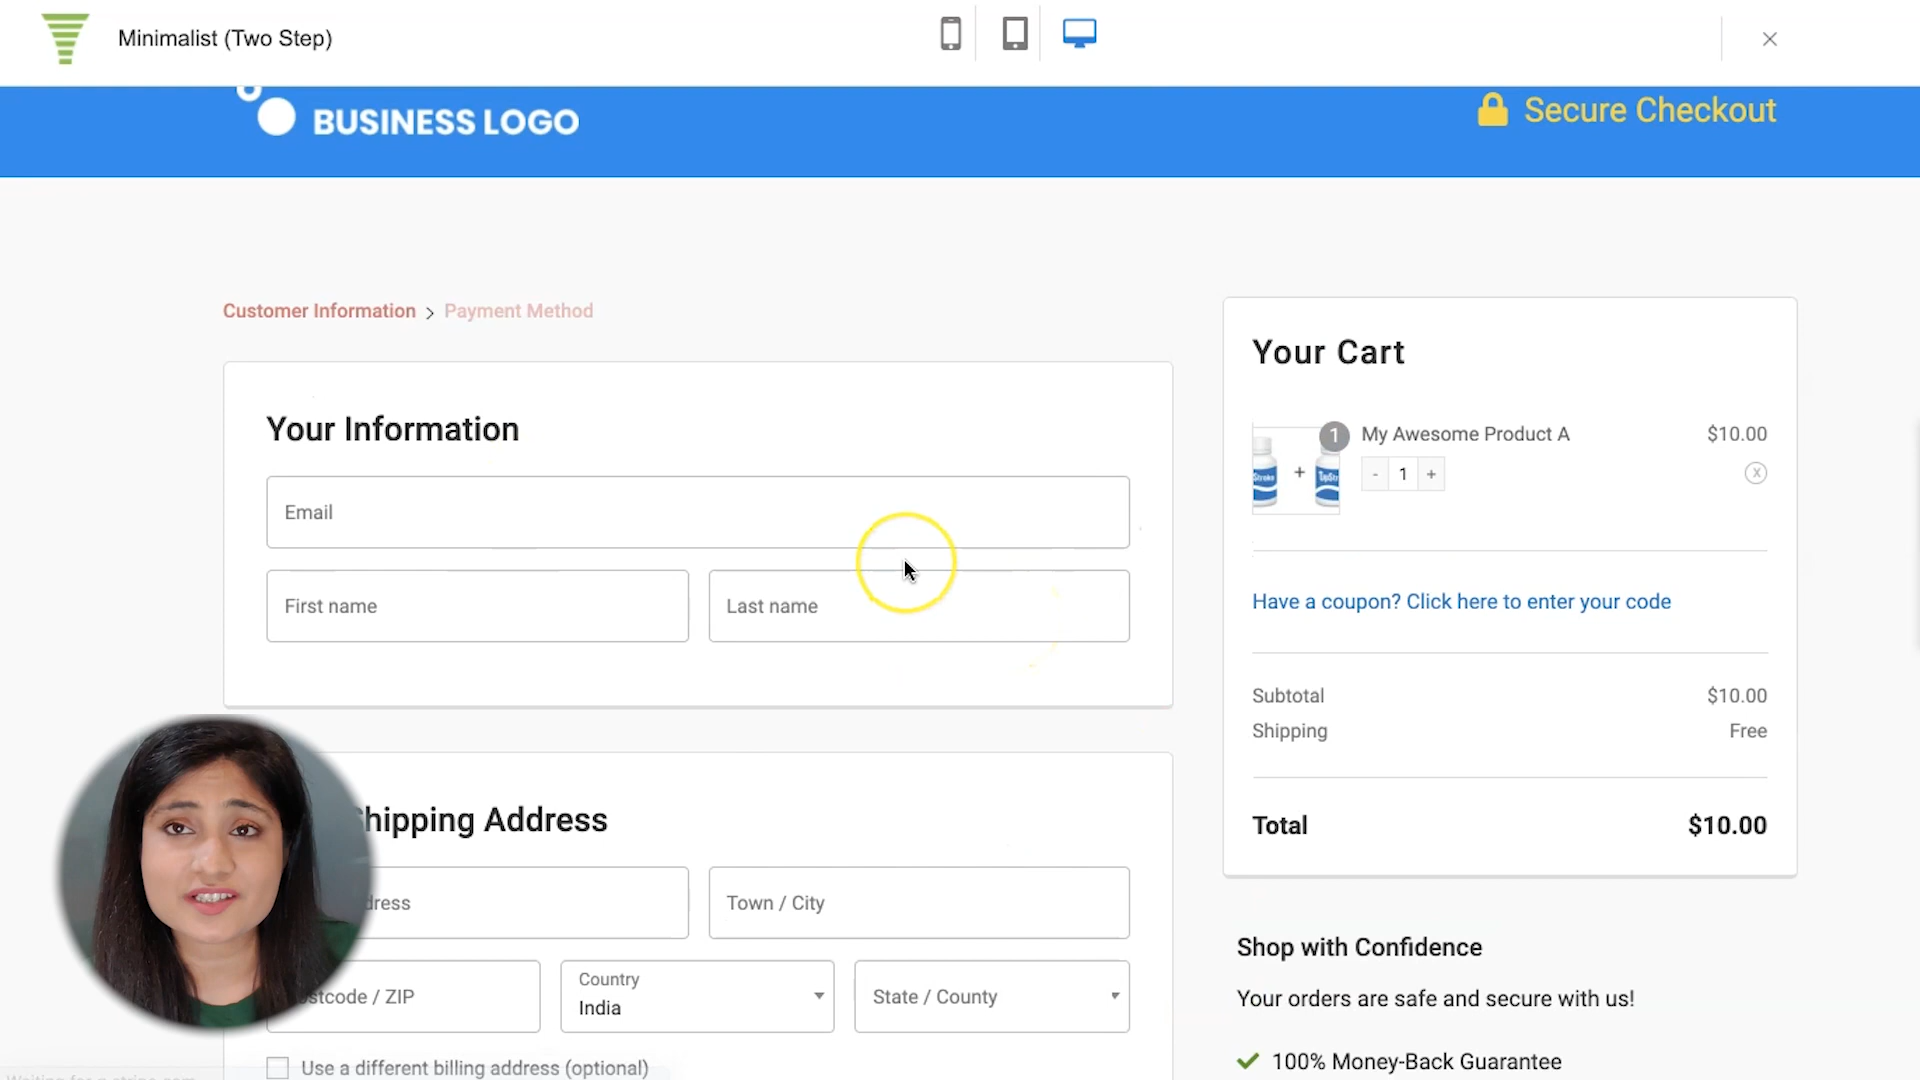 Minimalist (Two Step)
BUSINESS LOGO
Secure Checkout
Customer Information > Payment Method
Your Information
Email
First name
Last name
Shipping Address
Town / City
Postcode / ZIP
Country
India
State / County
Use a different billing address (optional)
Your Cart
1
My Awesome Product A
$10.00
- 1 +
X
+
Have a coupon? Click here to enter your code
Subtotal
$10.00
Shipping
Free
Total
$10.00
Shop with Confidence
Your orders are safe and secure with us!
100% Money-Back Guarantee